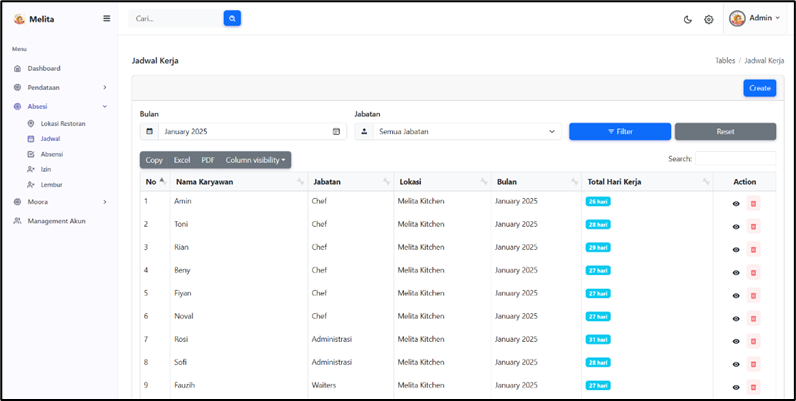 Melita
Cari...
Admin
Menu
Dashboard
Pendataan
Absesi
Lokasi Restoran
Jadwal
Absensi
Izin
Lembur
Moora
Management Akun
Jadwal Kerja
Tables / Jadwal Kerja
Create
Bulan
Jabatan
January 2025
Semua Jabatan
Filter
Reset
Copy Excel PDF Column visibility
Search:
No Nama Karyawan Jabatan Lokasi Bulan Total Hari Kerja Action
1 Amin Chef Melita Kitchen January 2025 26 hari
2 Toni Chef Melita Kitchen January 2025 28 hari
3 Rian Chef Melita Kitchen January 2025 29 hari
4 Beny Chef Melita Kitchen January 2025 27 hari
5 Fiyan Chef Melita Kitchen January 2025 27 hari
6 Noval Chef Melita Kitchen January 2025 27 hari
7 Rosi Administrasi Melita Kitchen January 2025 31 hari
8 Sofi Administrasi Melita Kitchen January 2025 28 hari
9 Fauzih Waiters Melita Kitchen January 2025 27 hari